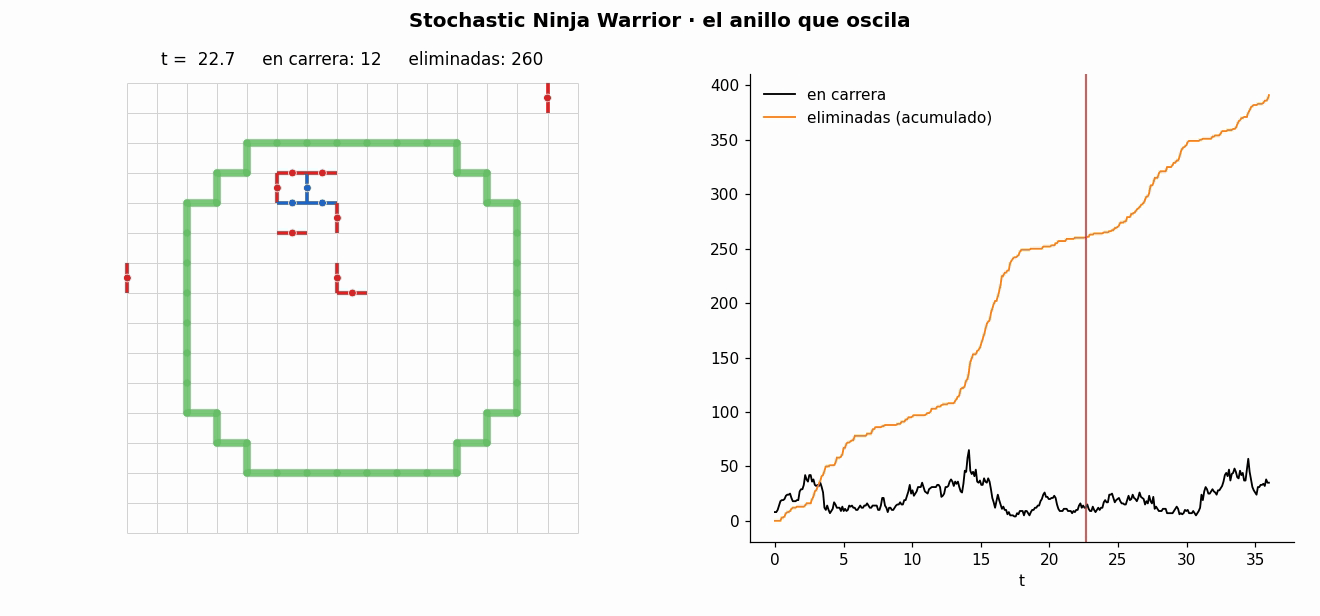 Stochastic Ninja Warrior · el anillo que oscila
t =  22.7     en carrera: 12     eliminadas: 260
en carrera
eliminadas (acumulado)
400
350
300
250
200
150
100
50
0
0 5 10 15 20 25 30 35
t